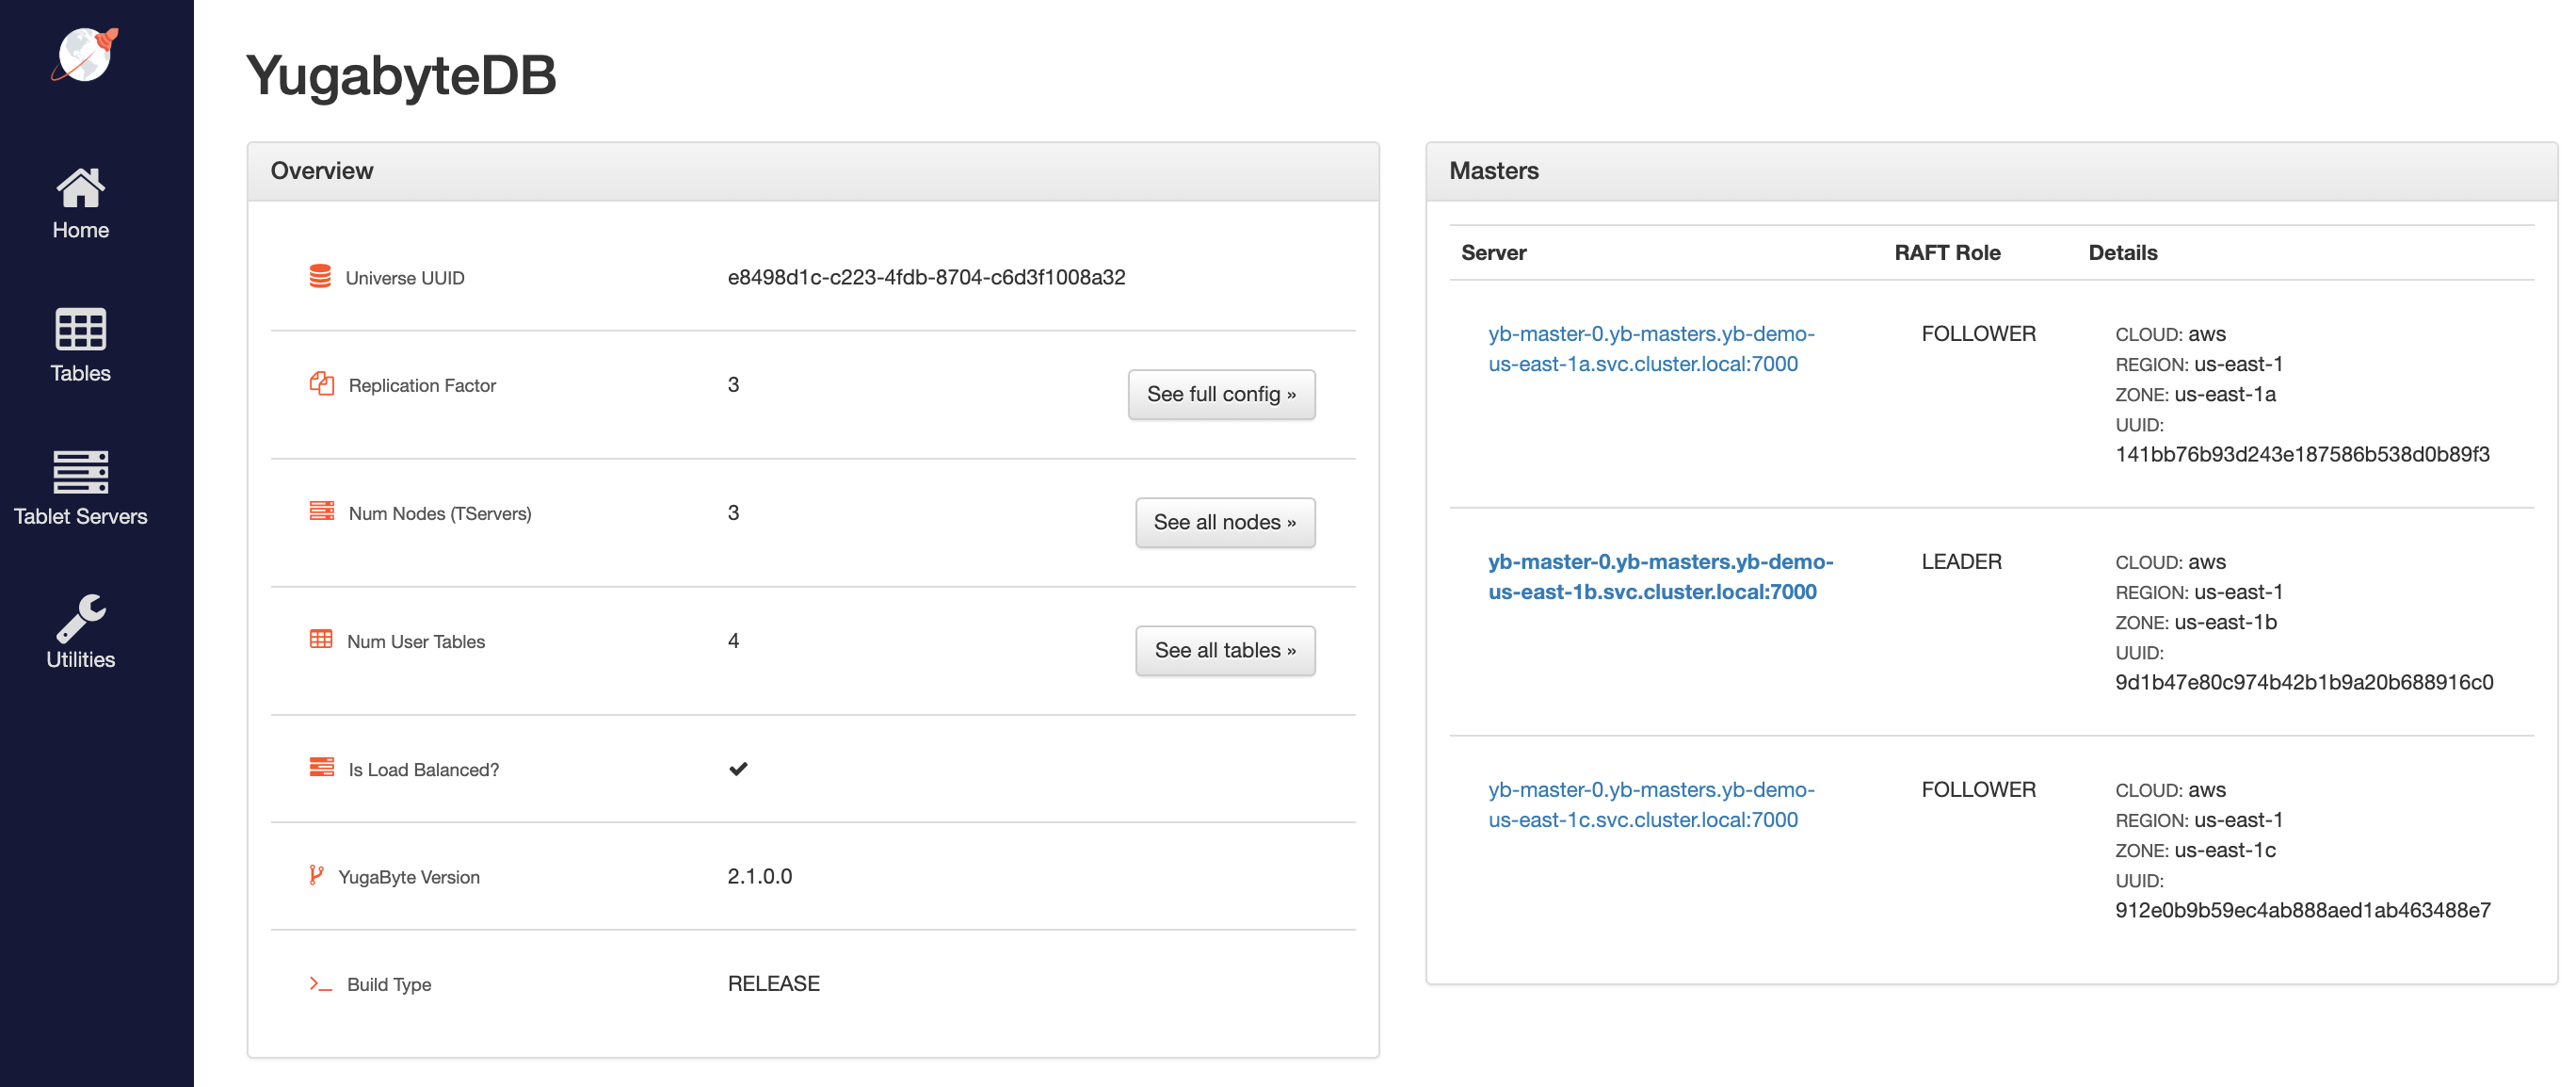 YugabyteDB
Home
Tables
Tablet Servers
Utilities
Overview
Universe UUID e8498d1c-c223-4fdb-8704-c6d3f1008a32
Replication Factor 3 See full config »
Num Nodes (TServers) 3 See all nodes »
Num User Tables 4 See all tables »
Is Load Balanced? ✔
YugaByte Version 2.1.0.0
Build Type RELEASE
Masters
Server RAFT Role Details
yb-master-0.yb-masters.yb-demo- FOLLOWER CLOUD: aws
us-east-1a.svc.cluster.local:7000 REGION: us-east-1
ZONE: us-east-1a
UUID:
141bb76b93d243e187586b538d0b89f3
yb-master-0.yb-masters.yb-demo- LEADER CLOUD: aws
us-east-1b.svc.cluster.local:7000 REGION: us-east-1
ZONE: us-east-1b
UUID:
9d1b47e80c974b42b1b9a20b688916c0
yb-master-0.yb-masters.yb-demo- FOLLOWER CLOUD: aws
us-east-1c.svc.cluster.local:7000 REGION: us-east-1
ZONE: us-east-1c
UUID:
912e0b9b59ec4ab888aed1ab463488e7